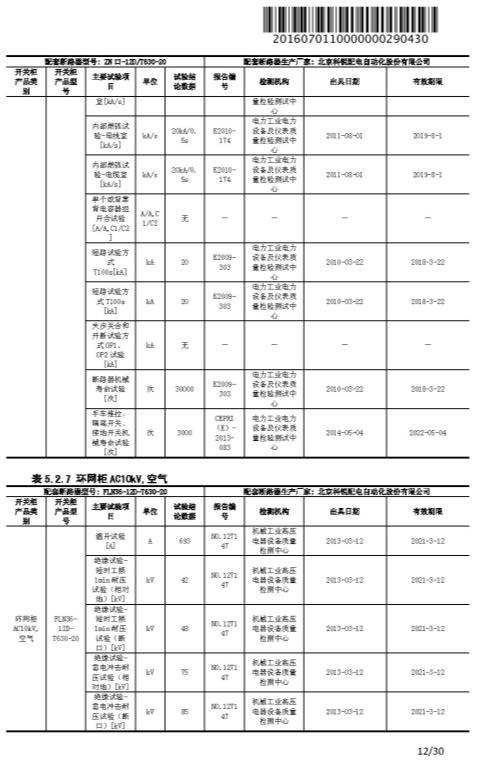 2016070110000000290430
配套断路器型号: ZN CI-12D/T630-20 配套断路器生产厂家: 北京科锐配电自动化股份有限公司
开关柜产品类别 开关柜产品型号 主要试验项目 单位 试验结论数据 报告编号 检测机构 出具日期 有效期限
室[kA/s] 量检检测试中心
内部燃弧试验-母线室[kA/s] kA/s 20kA/0.5s E2010-174 电力工业电力设备及仪表质量检检测试中心 2011-08-01 2019-8-1
内部燃弧试验-电缆室[kA/s] kA/s 20kA/0.5s E2010-174 电力工业电力设备及仪表质量检检测试中心 2011-08-01 2019-8-1
单个或背靠背电容器组开合试验[A/A,C1/C2] A/A,C1/C2 无 — — — —
短路试验方式T100s[kA] kA 20 E2009-303 电力工业电力设备及仪表质量检检测试中心 2010-03-22 2018-3-22
短路试验方式T100a[kA] kA 20 E2009-303 电力工业电力设备及仪表质量检检测试中心 2010-03-22 2018-3-22
失步关合和开断试验方式OP1、OP2试验[kA] kA 无 — — — —
断路器机械寿命试验[次] 次 30000 E2009-303 电力工业电力设备及仪表质量检检测试中心 2010-03-22 2018-3-22
手车推拉、隔离开关、接地开关机械寿命试验[次] 次 3000 CEPRI(E)-2013-083 电力工业电力设备及仪表质量检检测试中心 2014-05-04 2022-05-04
表 5.2.7 环网柜 AC10kV,空气
配套断路器型号: FLN36-12D-T630-20 配套断路器生产厂家: 北京科锐配电自动化股份有限公司
开关柜产品类别 开关柜产品型号 主要试验项目 单位 试验结论数据 报告编号 检测机构 出具日期 有效期限
环网柜AC10kV,空气 FLN36-12D-T630-20 温升试验[A] A 693 NO.12T147 机械工业高压电器设备质量检测中心 2013-03-12 2021-3-12
绝缘试验-短时工频1min耐压试验(相对地)[kV] kV 42 NO.12T147 机械工业高压电器设备质量检测中心 2013-03-12 2021-3-12
绝缘试验-短时工频1min耐压试验(断口)[kV] kV 48 NO.12T147 机械工业高压电器设备质量检测中心 2013-03-12 2021-3-12
绝缘试验-雷电冲击耐压试验(相对地)[kV] kV 75 NO.12T147 机械工业高压电器设备质量检测中心 2013-03-12 2021-3-12
绝缘试验-雷电冲击耐压试验(断口)[kV] kV 85 NO.12T147 机械工业高压电器设备质量检测中心 2013-03-12 2021-3-12
12/30